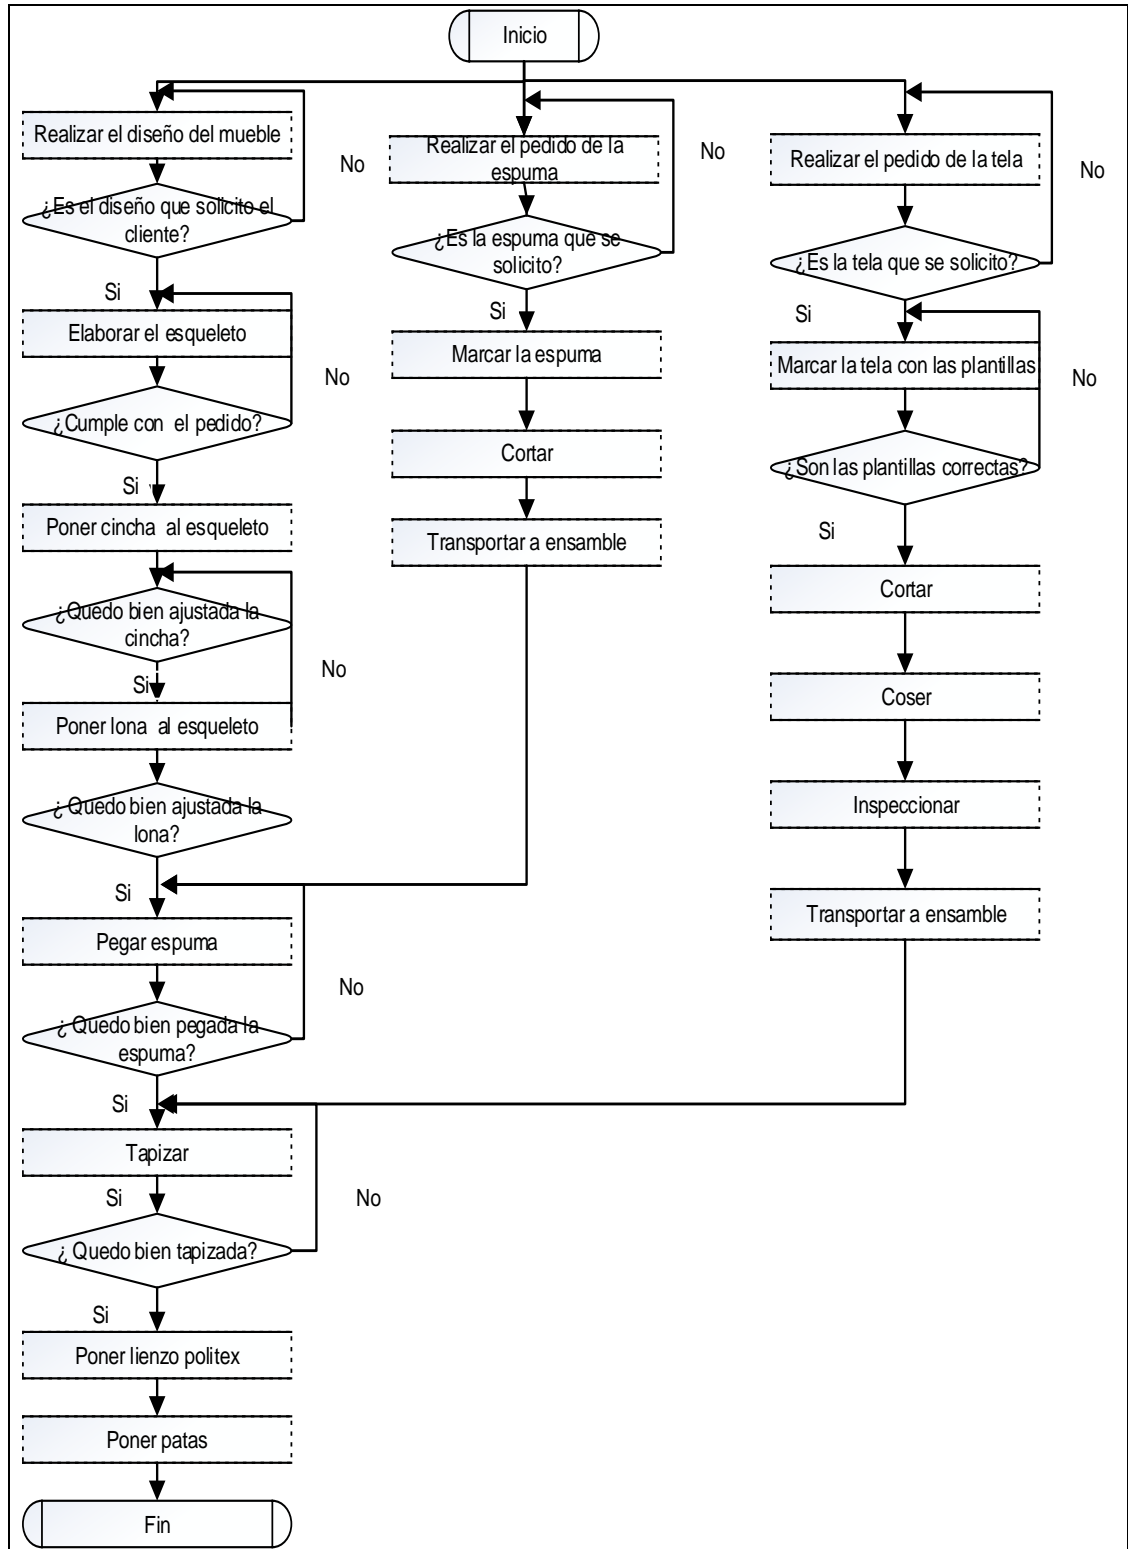 Inicio
Realizar el diseño del mueble
No
¿Es el diseño que solicito el
cliente?
Si
Elaborar el esqueleto
No
¿Cumple con el pedido?
Si
Poner cincha al esqueleto
¿Quedo bien ajustada la
cincha?
No
Si
Poner lona al esqueleto
¿Quedo bien ajustada la
lona?
Si
Pegar espuma
No
¿Quedo bien pegada la
espuma?
Si
Tapizar
Si
No
¿Quedo bien tapizada?
Si
Poner lienzo politex
Poner patas
Fin
Realizar el pedido de la
espuma
No
¿Es la espuma que se
solicito?
Si
Marcar la espuma
Cortar
Transportar a ensamble
Realizar el pedido de la tela
No
¿Es la tela que se solicito?
Si
Marcar la tela con las plantillas
No
¿Son las plantillas correctas?
Si
Cortar
Coser
Inspeccionar
Transportar a ensamble